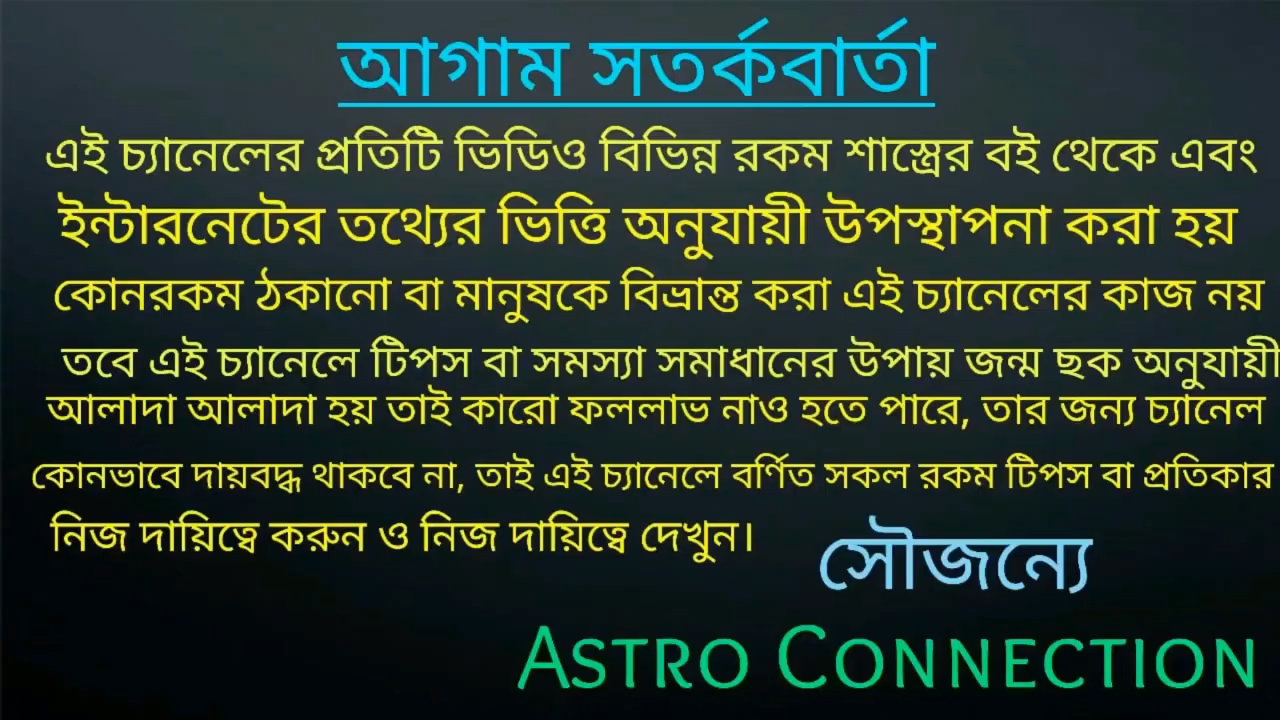 আগাম সতর্কবার্তা
এই চ্যানেলের প্রতিটি ভিডিও বিভিন্ন রকম শাস্ত্রের বই থেকে এবং
ইন্টারনেটের তথ্যের ভিত্তি অনুযায়ী উপস্থাপনা করা হয়
কোনরকম ঠকানো বা মানুষকে বিভ্রান্ত করা এই চ্যানেলের কাজ নয়
তবে এই চ্যানেলে টিপস বা সমস্যা সমাধানের উপায় জন্ম ছক অনুযায়ী
আলাদা আলাদা হয় তাই কারো ফললাভ নাও হতে পারে, তার জন্য চ্যানেল
কোনভাবে দায়বদ্ধ থাকবে না, তাই এই চ্যানেলে বর্ণিত সকল রকম টিপস বা প্রতিকার
নিজ দায়িত্বে করুন ও নিজ দায়িত্বে দেখুন।
সৌজন্যে
ASTRO CONNECTION